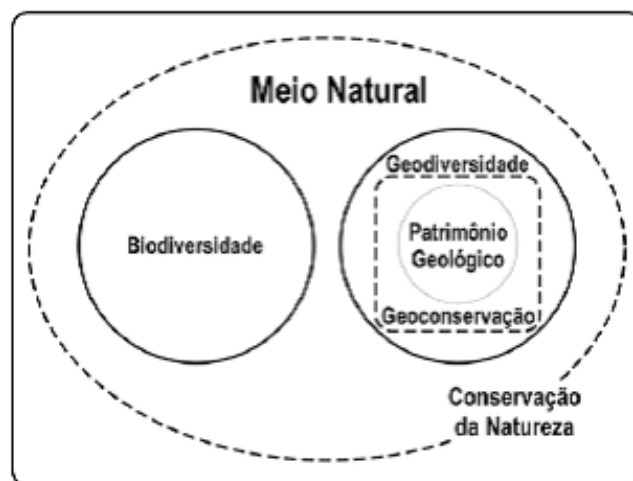 Meio Natural
Biodiversidade
Geodiversidade
Patrimônio
Geológico
Geoconservação
Conservação
da Natureza